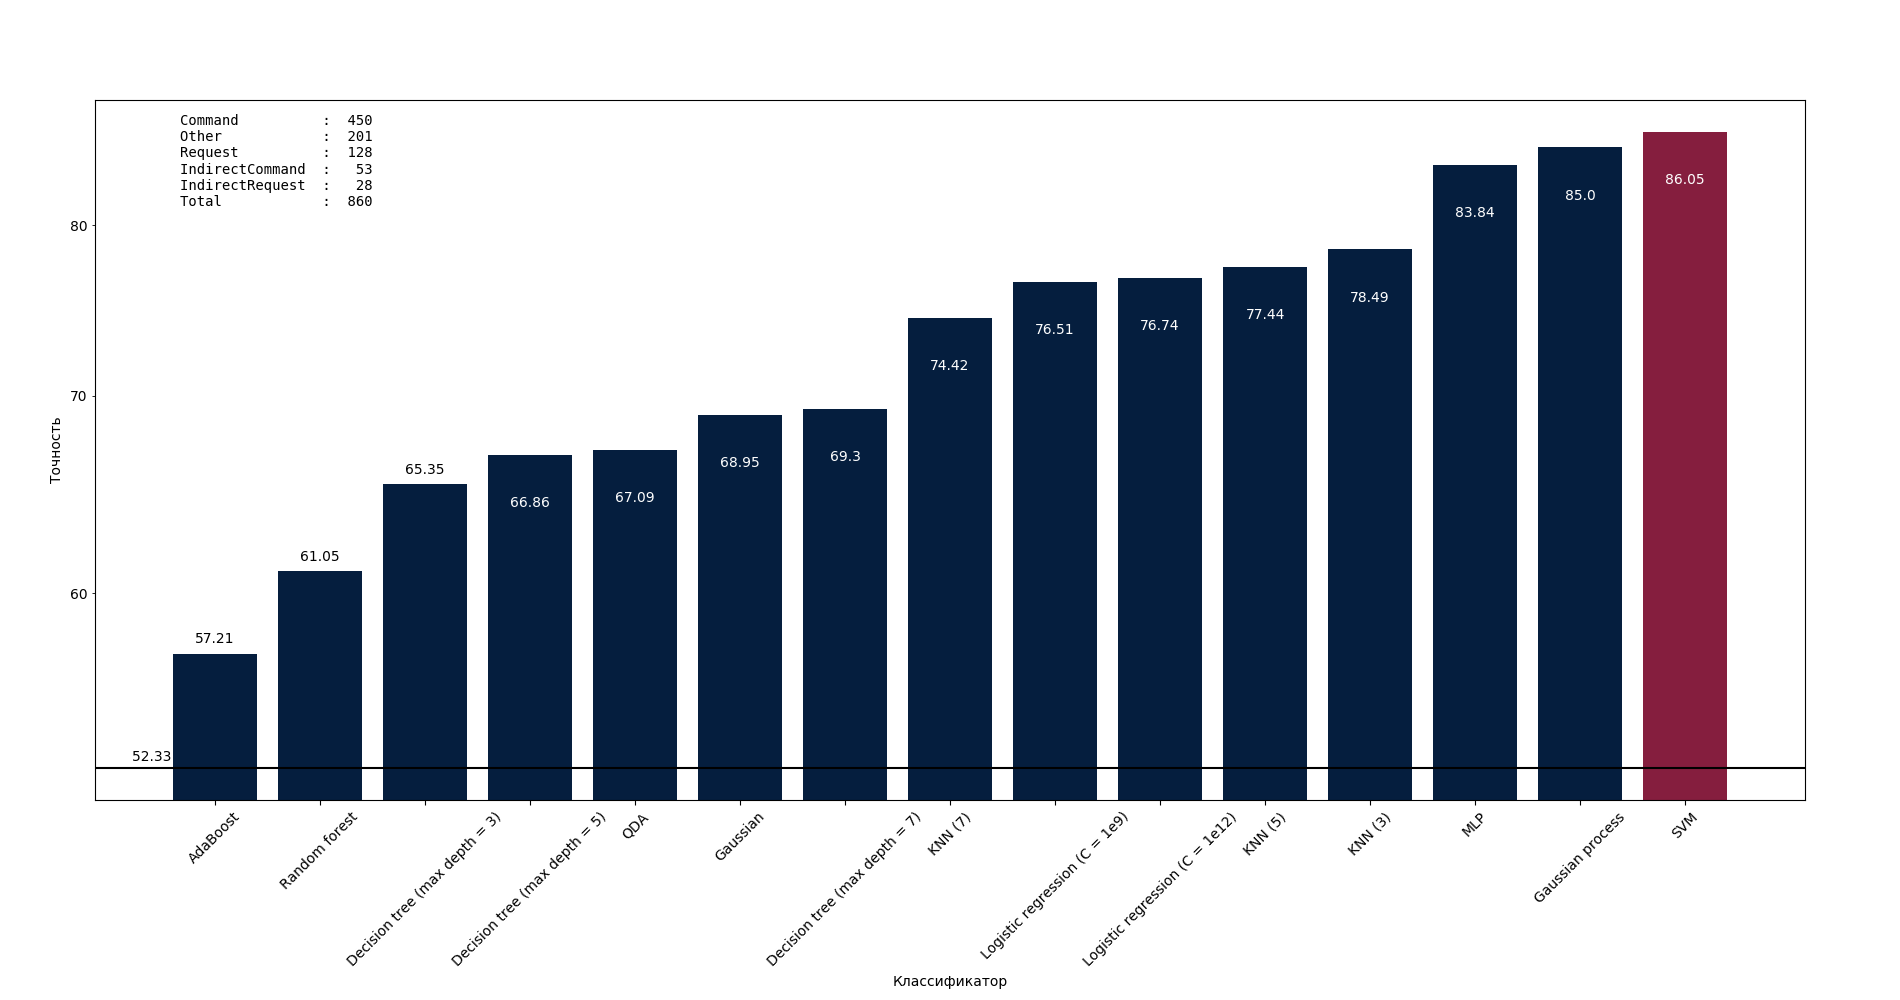 Command : 450
Other : 201
Request : 128
IndirectCommand : 53
IndirectRequest : 28
Total : 860
Точность
80
70
60
52.33
57.21
61.05
65.35
66.86
67.09
68.95
69.3
74.42
76.51
76.74
77.44
78.49
83.84
85.0
86.05
AdaBoost
Random forest
Decision tree (max depth = 3)
Decision tree (max depth = 5)
QDA
Gaussian
Decision tree (max depth = 7)
KNN (7)
Logistic regression (C = 1e9)
Logistic regression (C = 1e12)
KNN (5)
KNN (3)
MLP
Gaussian process
SVM
Классификатор